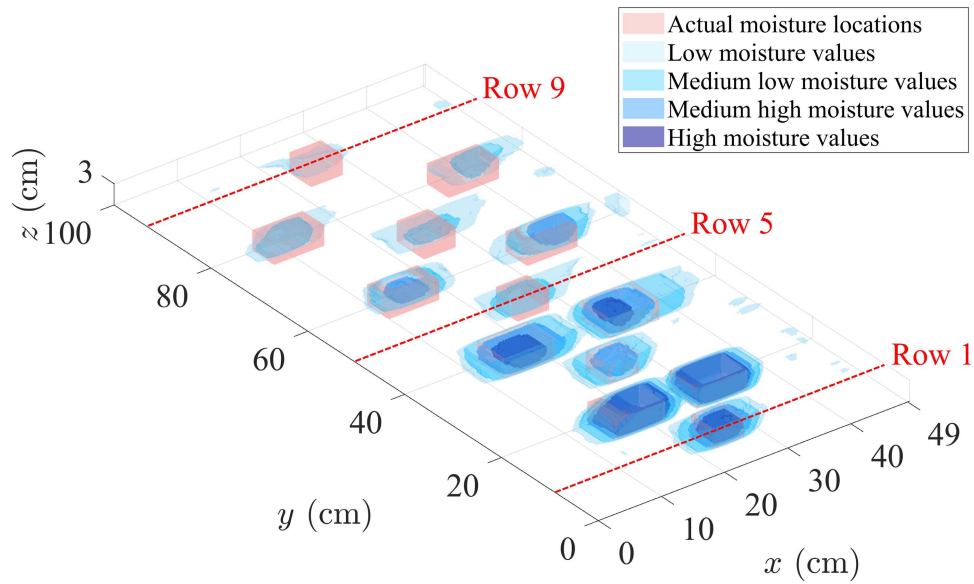 Actual moisture locations
Low moisture values
Medium low moisture values
Medium high moisture values
High moisture values
Row 9
Row 5
Row 1
3
z (cm)
100
80
60
40
20
0
y (cm)
0
10
20
30
40
49
x (cm)